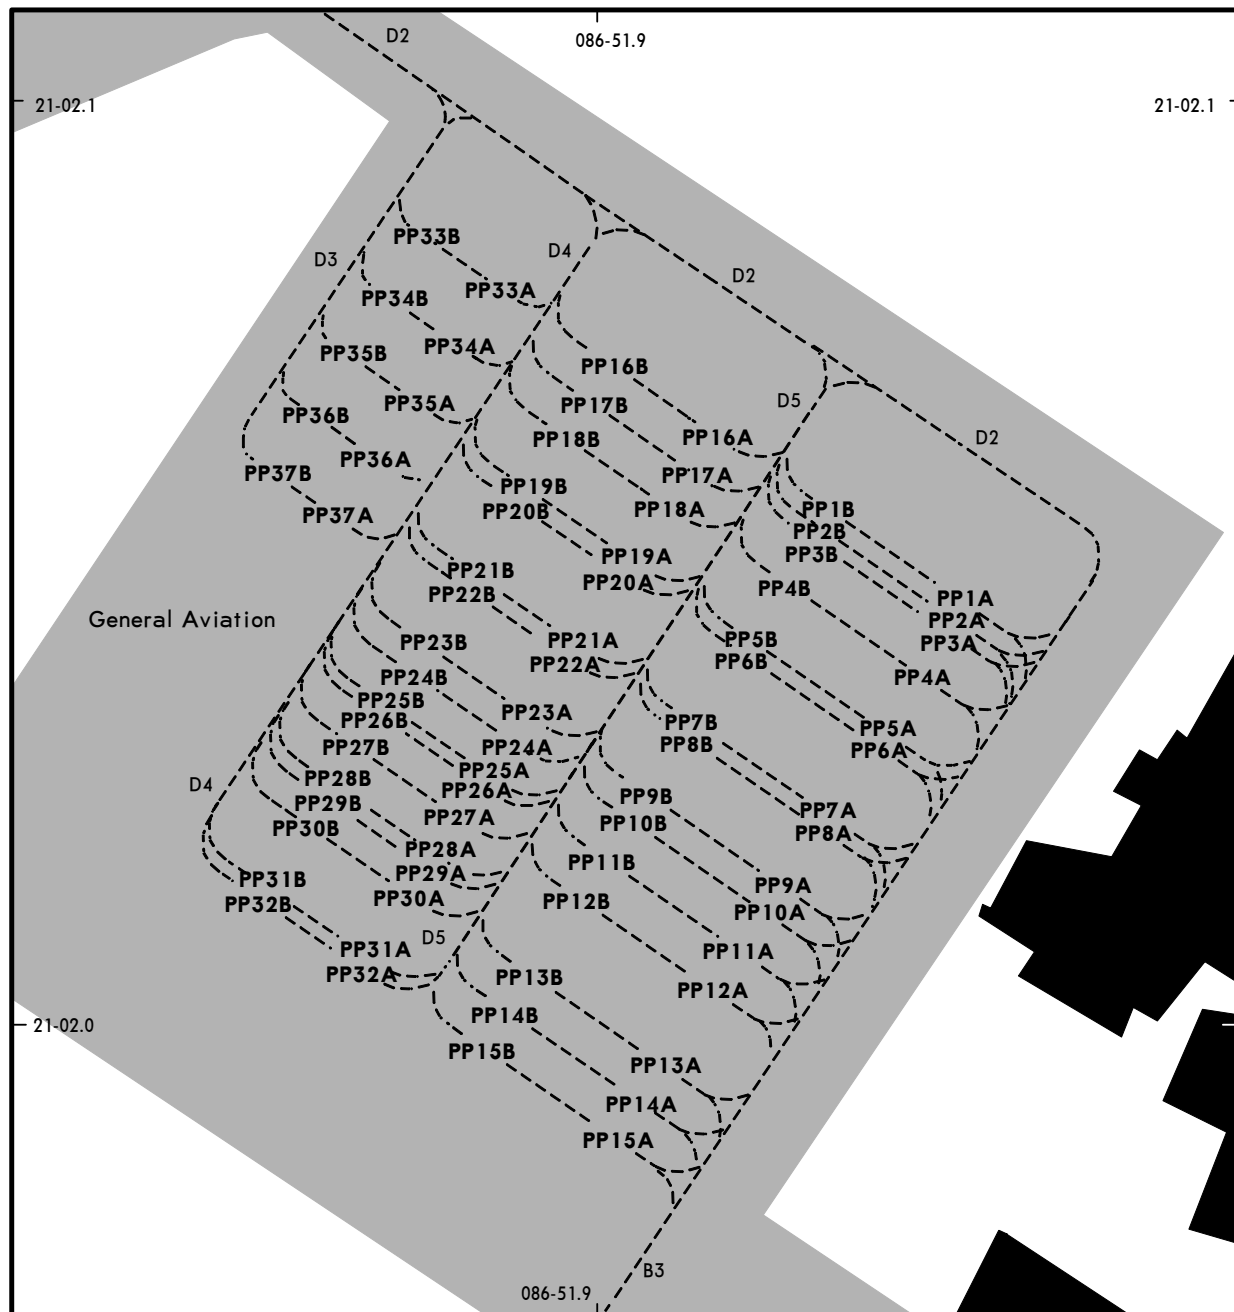 D2
086-51.9
21-02.1
21-02.1
PP33B
D4
D3
D2
PP33A
PP34B
PP34A
PP35B
PP16B
D5
PP35A
PP17B
PP36B
PP18B
PP16A
D2
PP36A
PP37B
PP17A
PP19B
PP37A
PP20B
PP18A
PP1B
PP2B
PP3B
PP19A
PP21B
PP20A
PP4B
PP22B
PP1A
General Aviation
PP2A
PP23B
PP21A
PP5B
PP3A
PP22A
PP6B
PP24B
PP4A
PP25B
PP23A
PP26B
PP7B
PP5A
PP27B
PP24A
PP8B
PP6A
PP25A
PP28B
D4
PP26A
PP9B
PP29B
PP27A
PP10B
PP7A
PP30B
PP8A
PP28A
PP11B
PP29A
PP31B
PP9A
PP30A
PP12B
PP32B
PP10A
D5
PP31A
PP11A
PP32A
PP13B
PP12A
PP14B
21-02.0
PP15B
PP13A
PP14A
PP15A
B3
086-51.9